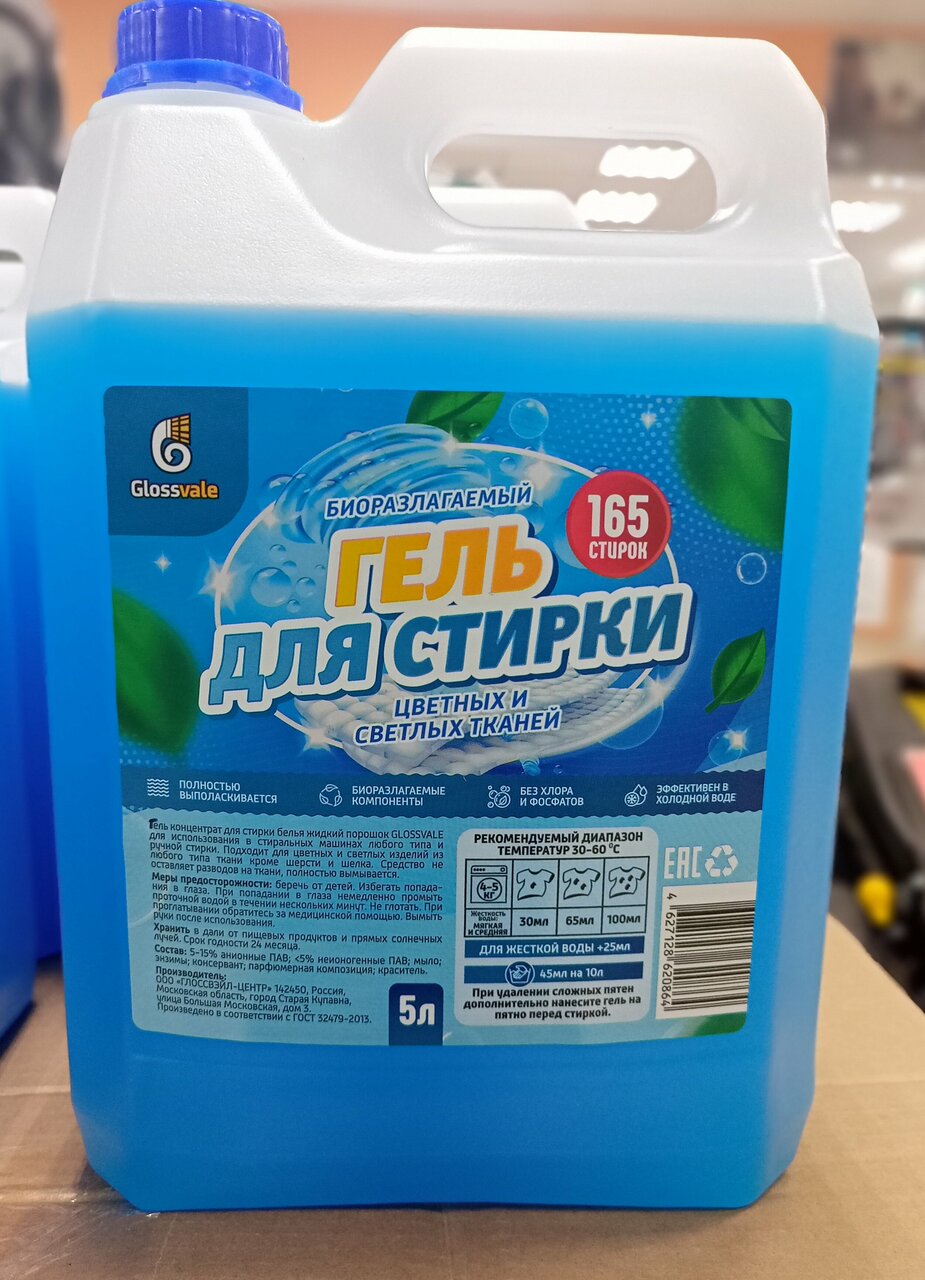 Glossvale
БИОРАЗЛАГАЕМЫЙ
165
СТИРОК
ГЕЛЬ
ДЛЯ СТИРКИ
ЦВЕТНЫХ И
СВЕТЛЫХ ТКАНЕЙ
ПОЛНОСТЬЮ
ВЫПОЛАСКИВАЕТСЯ
БИОРАЗЛАГАЕМЫЕ
КОМПОНЕНТЫ
БЕЗ ХЛОРА
И ФОСФАТОВ
ЭФФЕКТИВЕН В
ХОЛОДНОЙ ВОДЕ
Гель концентрат для стирки белья жидкий порошок GLOSSVALE
для использования в стиральных машинах любого типа и
ручной стирки. Подходит для цветных и светлых изделий из
любого типа ткани кроме шерсти и шелка. Средство не
оставляет разводов на ткани, полностью вымывается.
Меры предосторожности: беречь от детей. Избегать попада-
ния в глаза. При попадании в глаза немедленно промыть
проточной водой в течении нескольких минут. Не глотать. При
проглатывании обратитесь за медицинской помощью. Вымыть
руки после использования.
Хранить в дали от пищевых продуктов и прямых солнечных
лучей. Срок годности 24 месяца.
Состав: 5-15% анионные ПАВ; <5% неионогенные ПАВ; мыло;
энзимы; консервант; парфюмерная композиция; краситель.
Производитель:
ООО «ГЛОССВЭЙЛ-ЦЕНТР» 142450, Россия,
Московская область, город Старая Купавна,
улица Большая Московская, дом 3.
Произведено в соответствии с ГОСТ 32479-2013.
5л
РЕКОМЕНДУЕМЫЙ ДИАПАЗОН
ТЕМПЕРАТУР 30-60 °С
4-5
КГ
Жесткость
воды:
МЯГКАЯ
И СРЕДНЯЯ
30мл
65мл
100мл
ДЛЯ ЖЕСТКОЙ ВОДЫ +25мл
45мл на 10л
При удалении сложных пятен
дополнительно нанесите гель на
пятно перед стиркой.
ЕАС
4 627128 620864